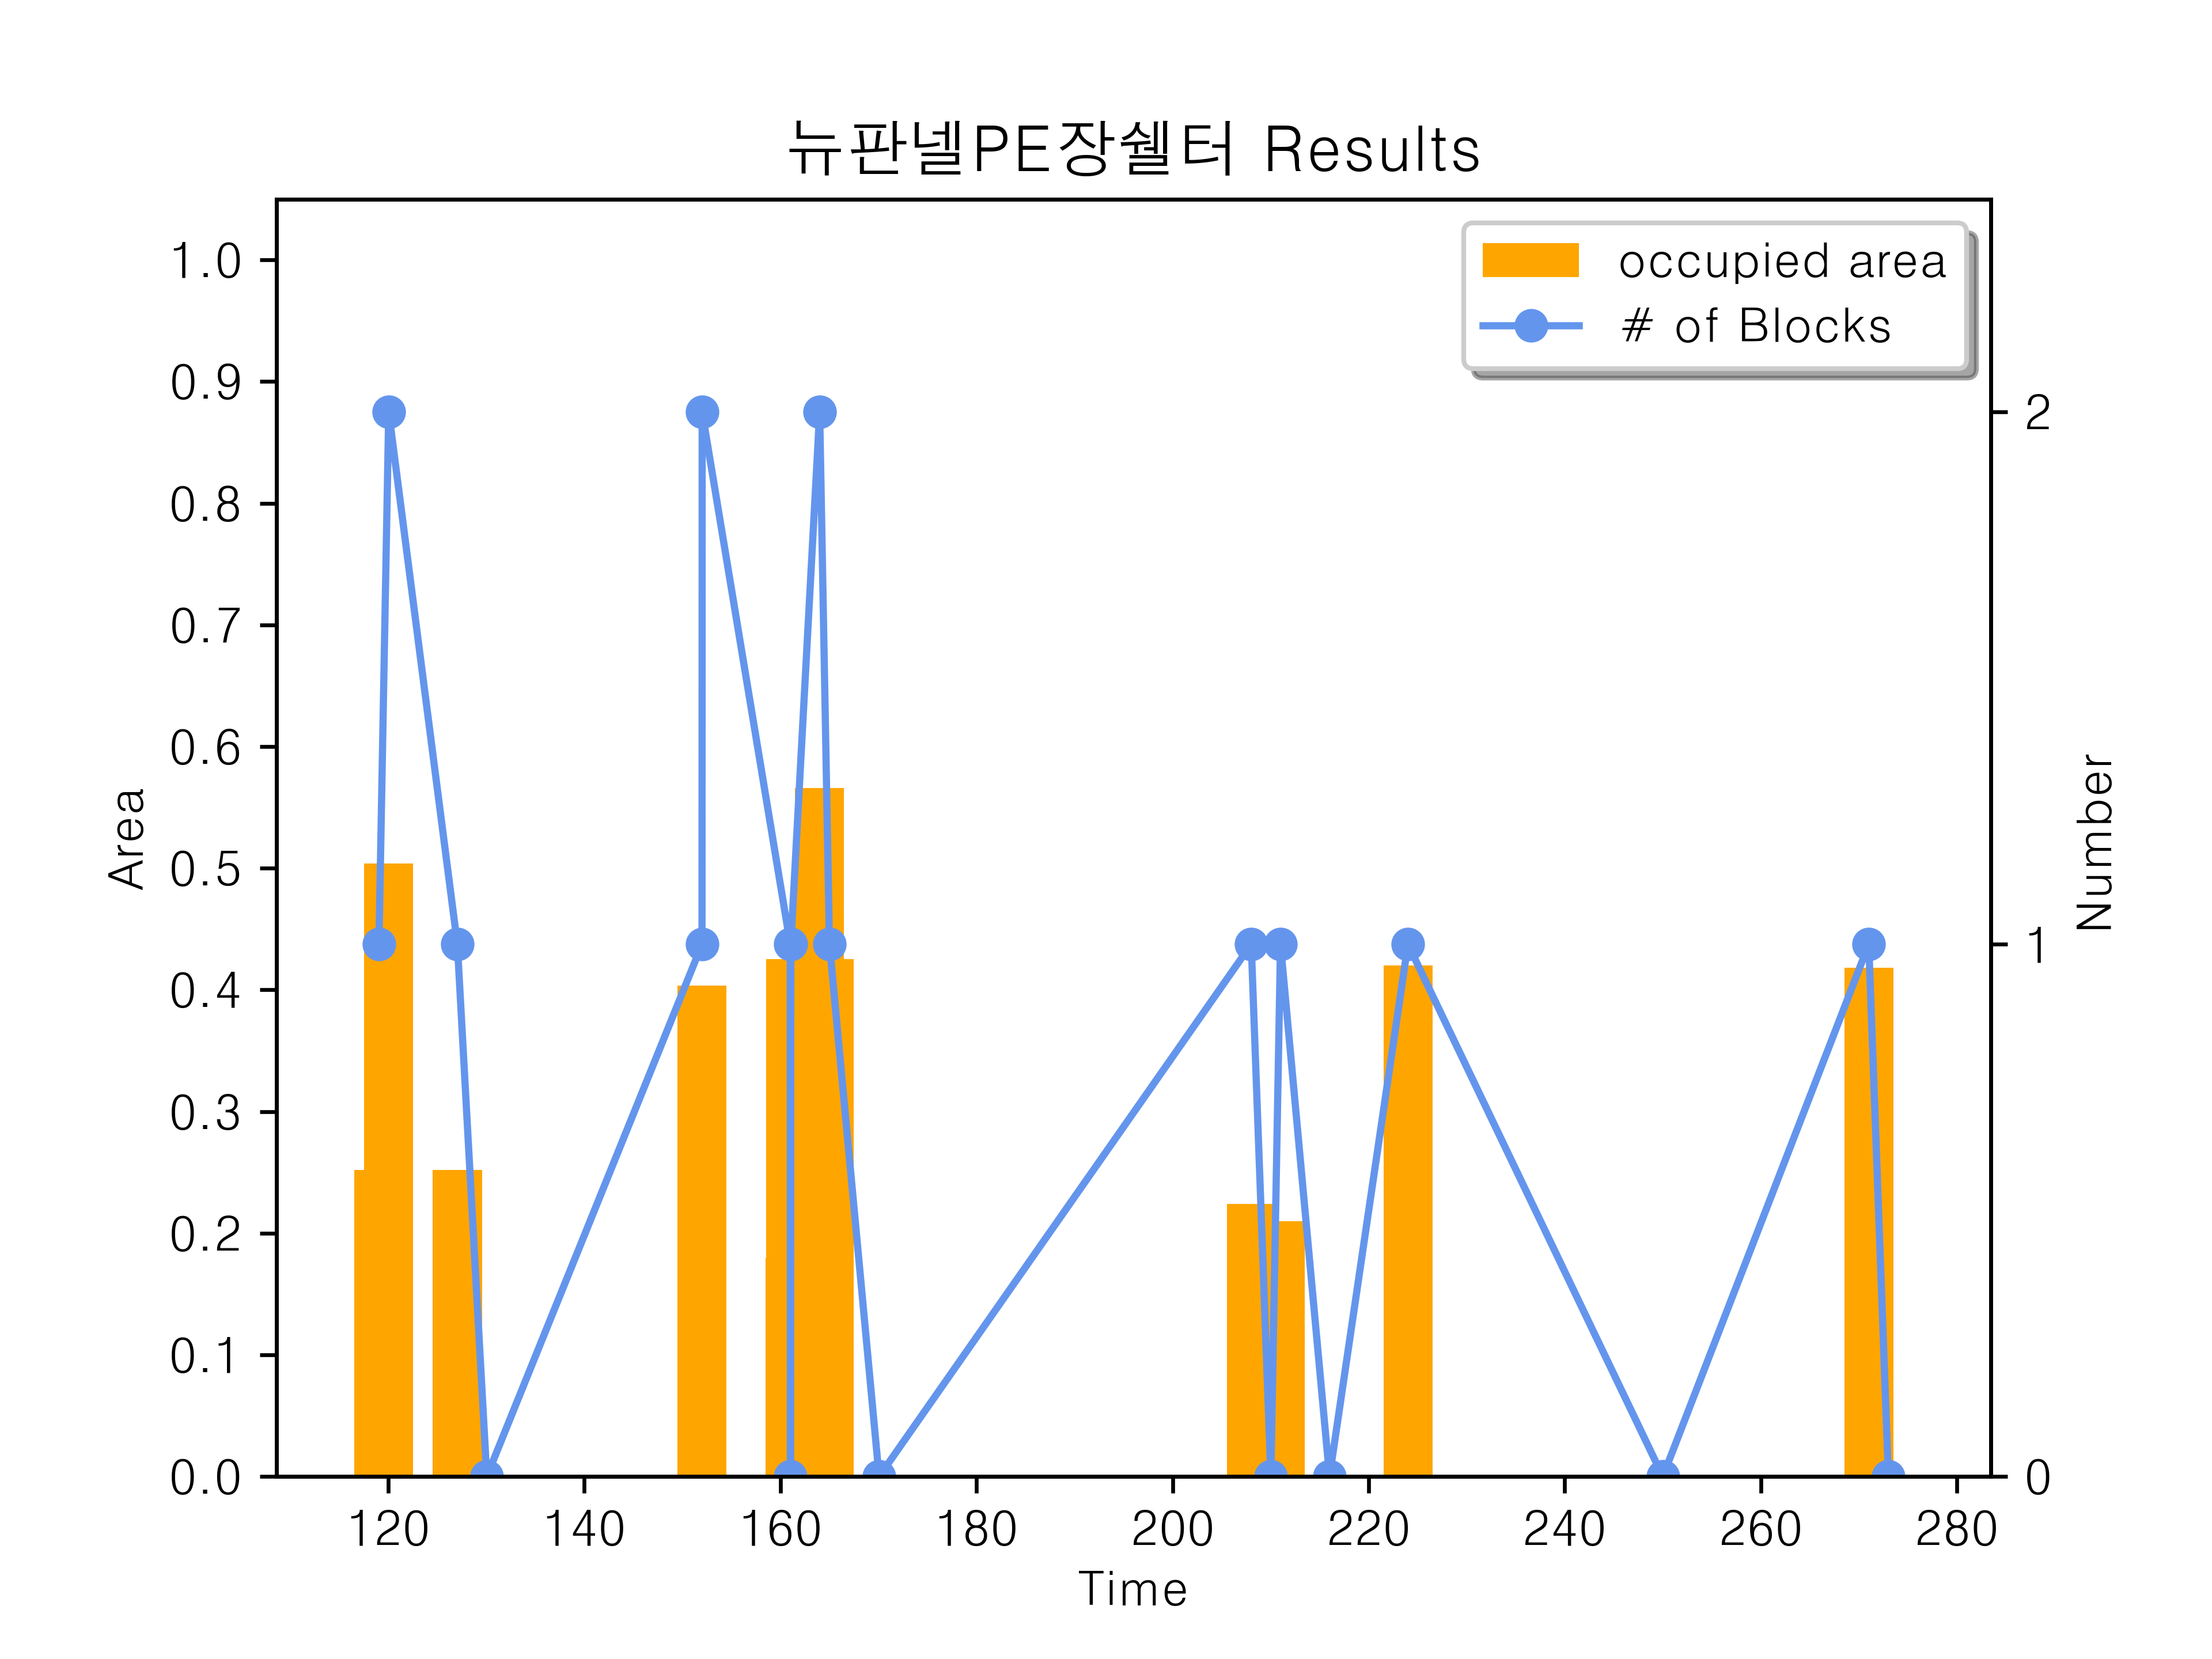 뉴판넬PE장쉘터 Results
occupied area
# of Blocks
1.0
0.9
0.8
0.7
0.6
0.5
0.4
0.3
0.2
0.1
0.0
Area
2
1
0
Number
120 140 160 180 200 220 240 260 280
Time